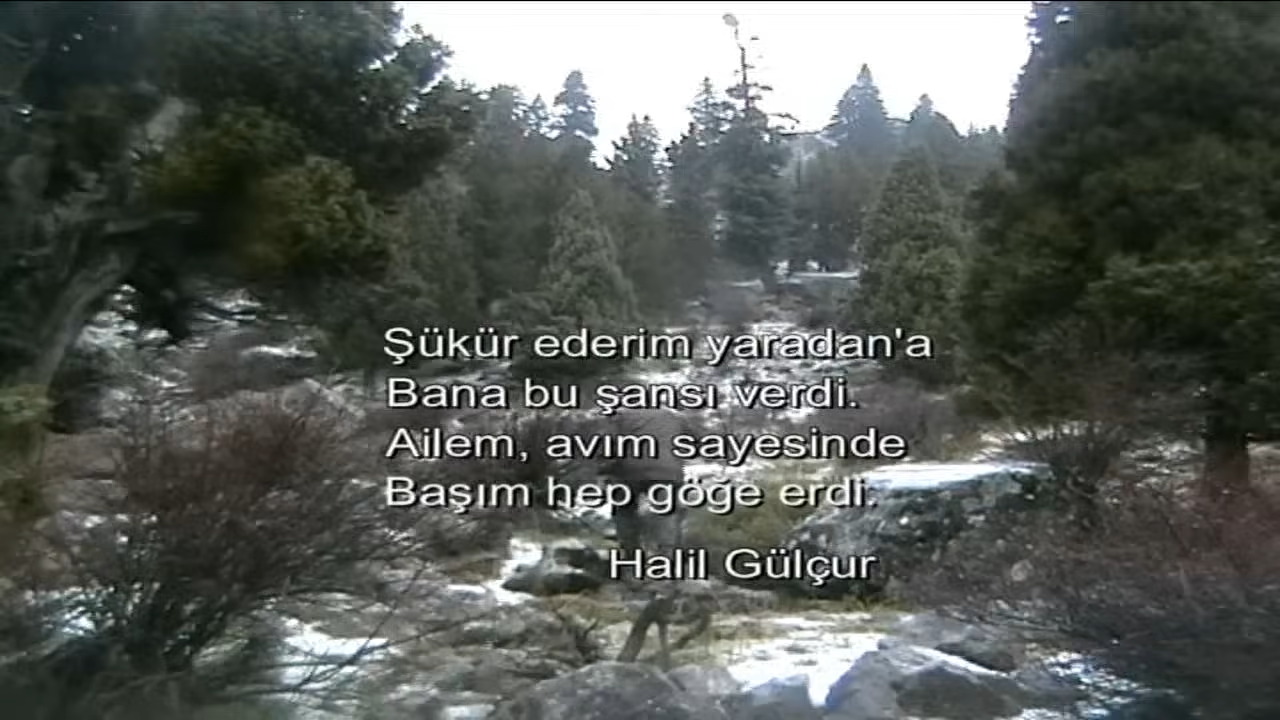 Şükür ederim yaradan'a
Bana bu şansı verdi.
Ailem, avım sayesinde
Başım hep göğe erdi.
Halil Gülçur